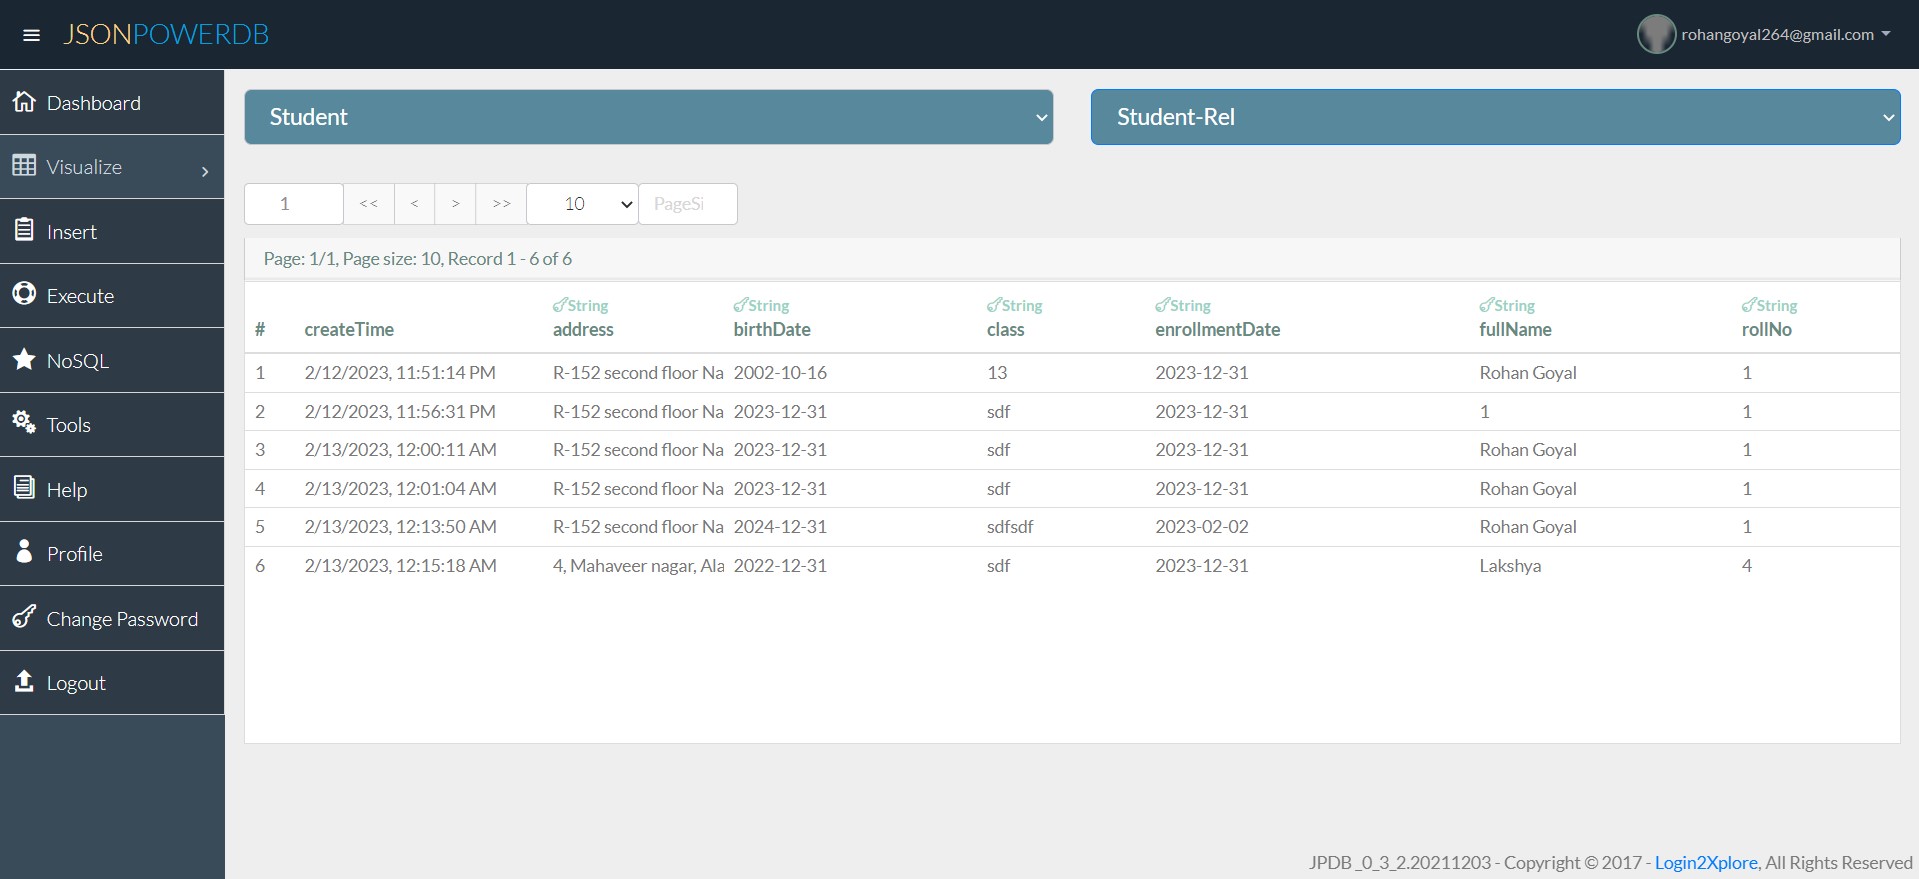 JSONPOWERDB
rohangoyal264@gmail.com
Dashboard
Visualize
Insert
Execute
NoSQL
Tools
Help
Profile
Change Password
Logout
Student
Student-Rel
1 << < > >> 10 PageSi
Page: 1/1, Page size: 10, Record 1 - 6 of 6
String String String String String String
# createTime address birthDate class enrollmentDate fullName rollNo
1 2/12/2023, 11:51:14 PM R-152 second floor Na 2002-10-16 13 2023-12-31 Rohan Goyal 1
2 2/12/2023, 11:56:31 PM R-152 second floor Na 2023-12-31 sdf 2023-12-31 1 1
3 2/13/2023, 12:00:11 AM R-152 second floor Na 2023-12-31 sdf 2023-12-31 Rohan Goyal 1
4 2/13/2023, 12:01:04 AM R-152 second floor Na 2023-12-31 sdf 2023-12-31 Rohan Goyal 1
5 2/13/2023, 12:13:50 AM R-152 second floor Na 2024-12-31 sdfsdf 2023-02-02 Rohan Goyal 1
6 2/13/2023, 12:15:18 AM 4, Mahaveer nagar, Ala 2022-12-31 sdf 2023-12-31 Lakshya 4
JPDB_0_3_2.20211203 - Copyright © 2017 - Login2Xplore, All Rights Reserved